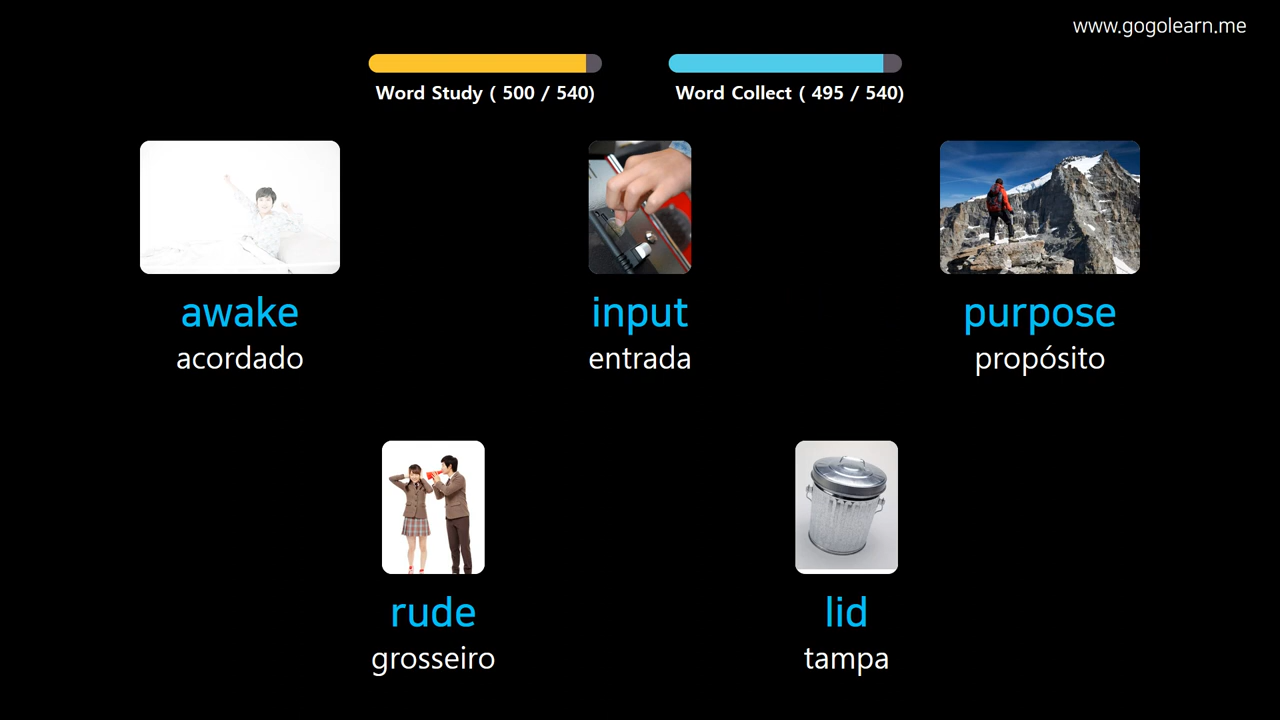 www.gogolearn.me
Word Study ( 500 / 540)
Word Collect ( 495 / 540)
awake
acordado
input
entrada
purpose
propósito
rude
grosseiro
lid
tampa